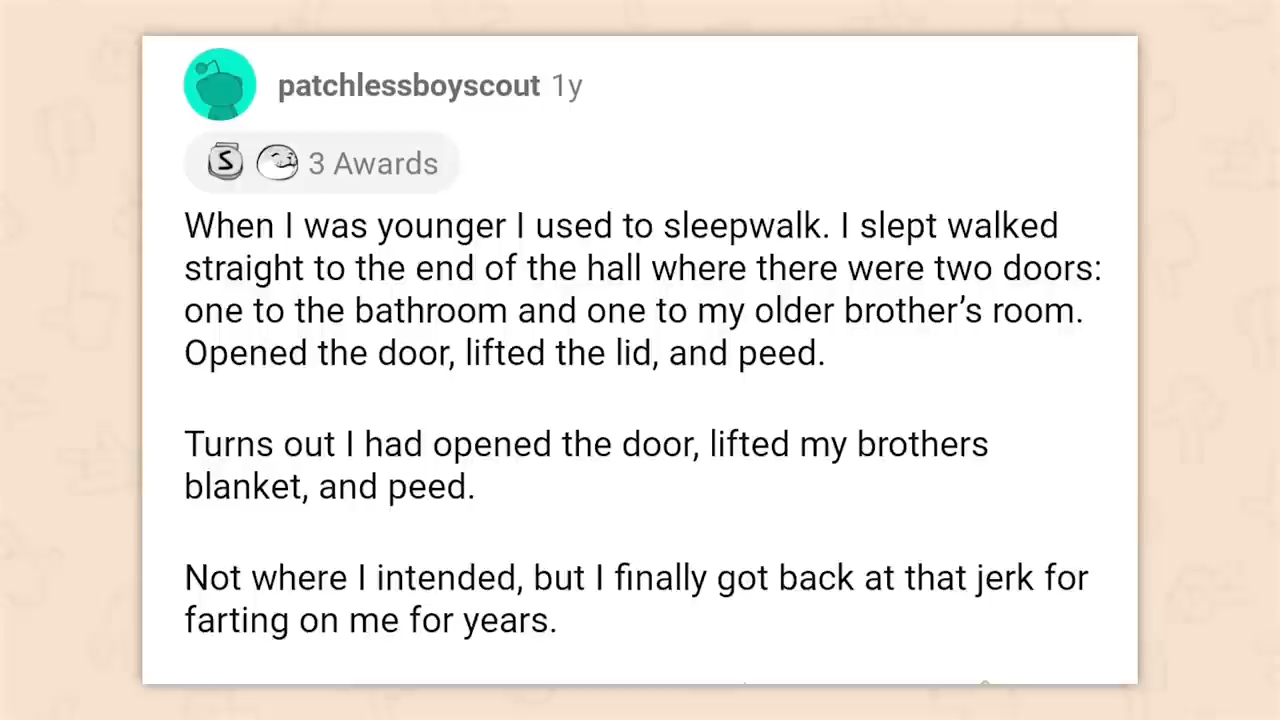 patchlessboyscout 1y
S 3 Awards
When I was younger I used to sleepwalk. I slept walked
straight to the end of the hall where there were two doors:
one to the bathroom and one to my older brother’s room.
Opened the door, lifted the lid, and peed.
Turns out I had opened the door, lifted my brothers
blanket, and peed.
Not where I intended, but I finally got back at that jerk for
farting on me for years.